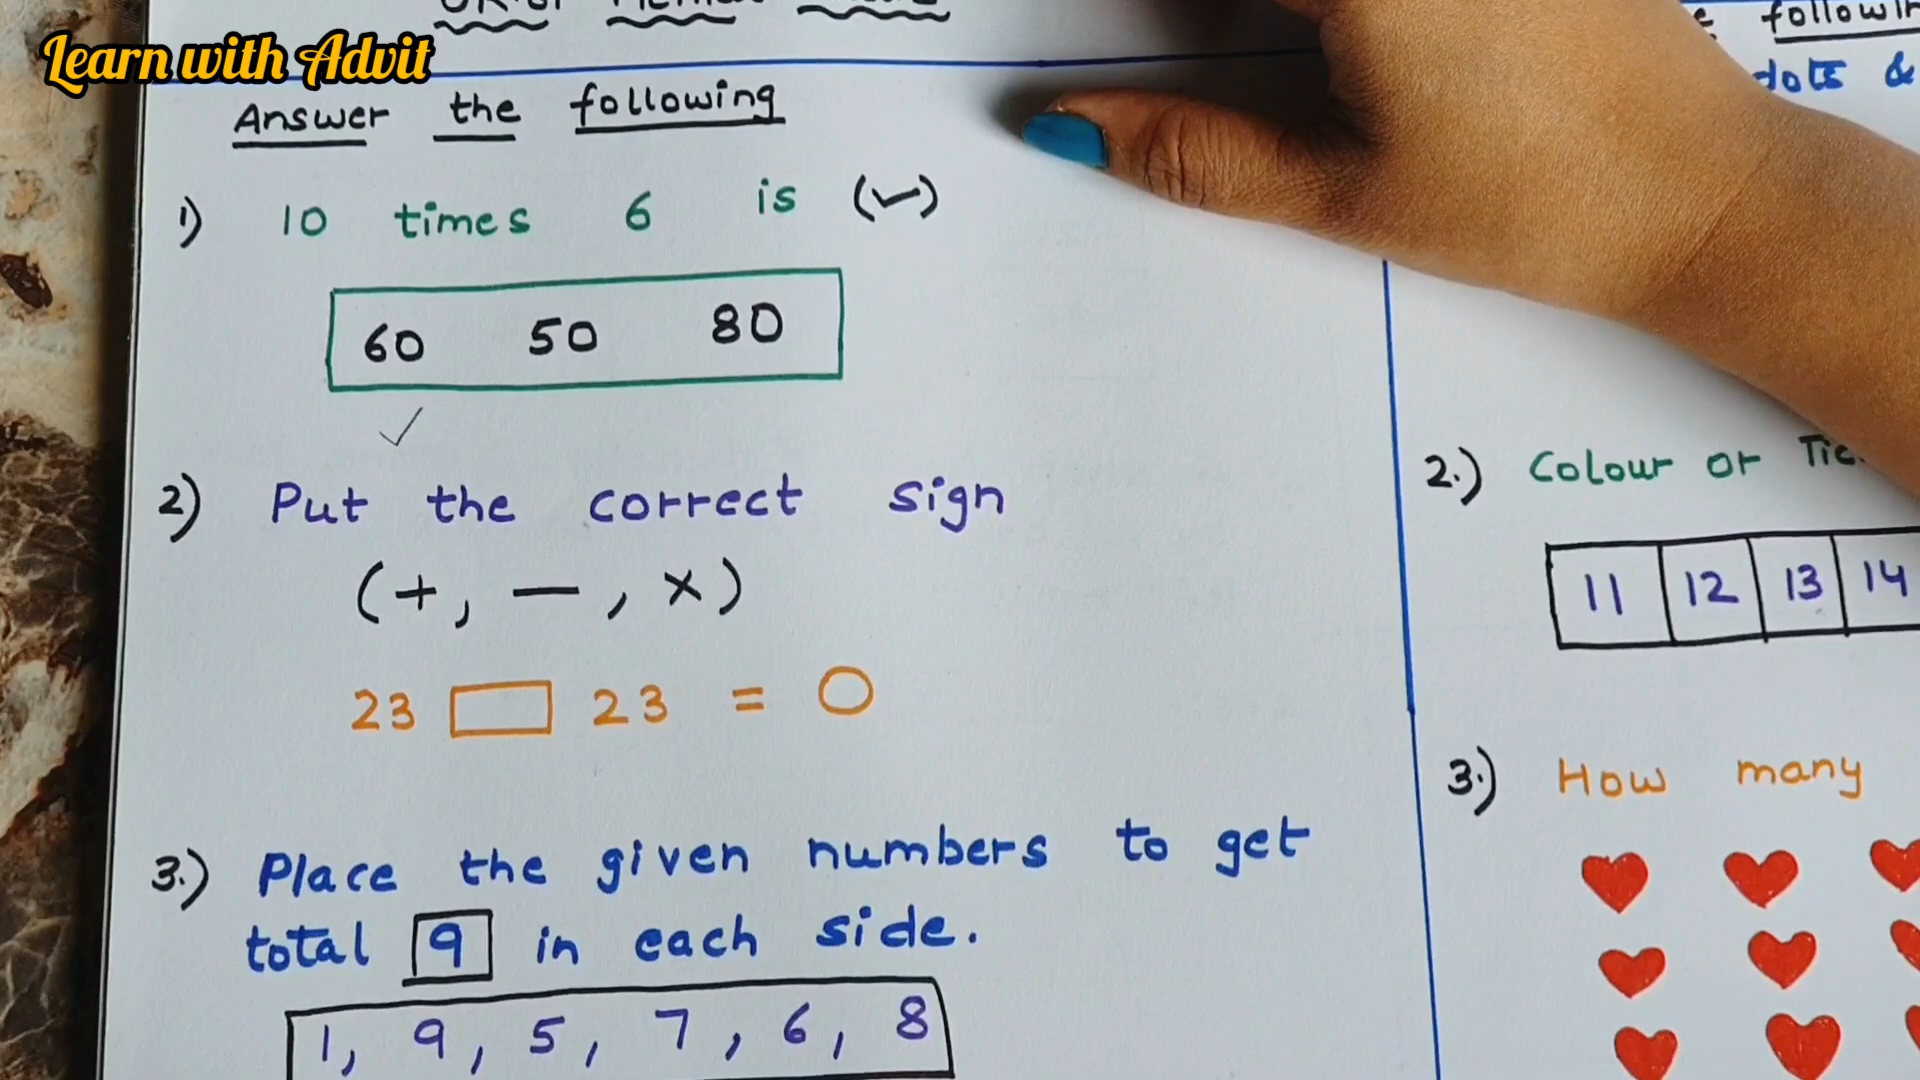 Learn with Advit
Answer the following
1) 10 times 6 is (✓)
60 50 80
✓
2) Put the correct sign
(+, —, ×)
23 23 = 0
3.) Place the given numbers to get
total 9 in each side.
1, 9, 5, 7, 6, 8
dots &
2.) Colour or
11 12 13 14
3.) How many